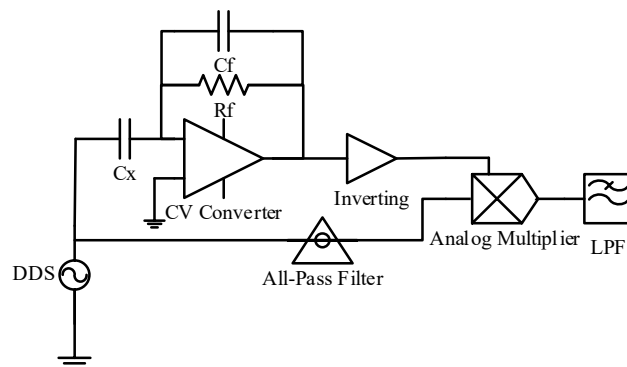 Cf
Rf
Cx
CV Converter
Inverting
Analog Multiplier
LPF
DDS
All-Pass Filter